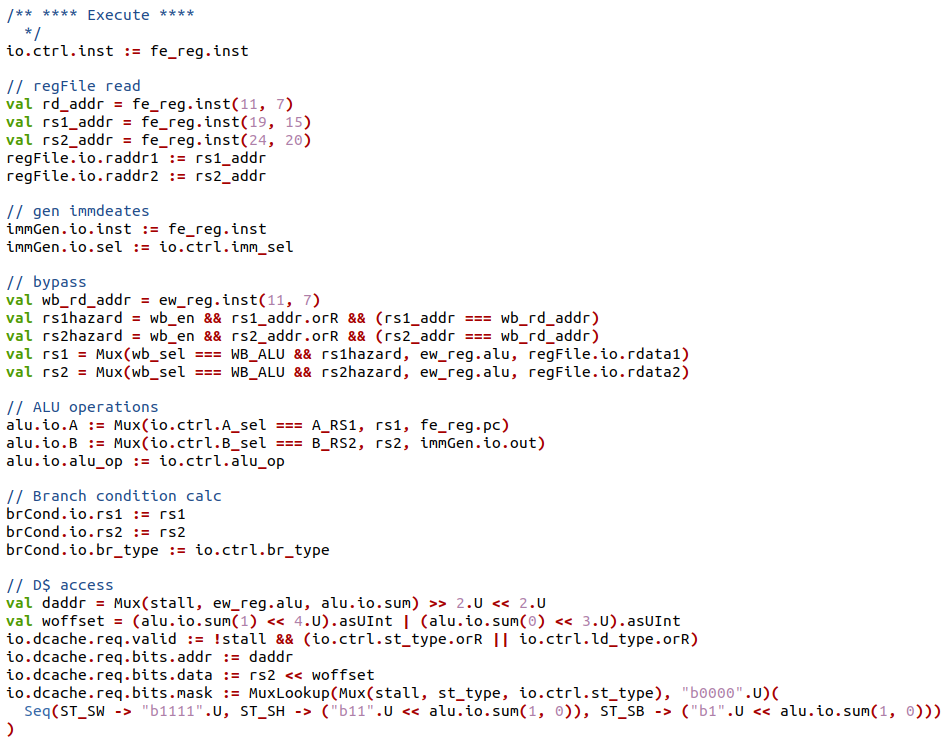 /** **** Execute ****
  */
io.ctrl.inst := fe_reg.inst

// regFile read
val rd_addr = fe_reg.inst(11, 7)
val rs1_addr = fe_reg.inst(19, 15)
val rs2_addr = fe_reg.inst(24, 20)
regFile.io.raddr1 := rs1_addr
regFile.io.raddr2 := rs2_addr

// gen immdeates
immGen.io.inst := fe_reg.inst
immGen.io.sel := io.ctrl.imm_sel

// bypass
val wb_rd_addr = ew_reg.inst(11, 7)
val rs1hazard = wb_en && rs1_addr.orR && (rs1_addr === wb_rd_addr)
val rs2hazard = wb_en && rs2_addr.orR && (rs2_addr === wb_rd_addr)
val rs1 = Mux(wb_sel === WB_ALU && rs1hazard, ew_reg.alu, regFile.io.rdata1)
val rs2 = Mux(wb_sel === WB_ALU && rs2hazard, ew_reg.alu, regFile.io.rdata2)

// ALU operations
alu.io.A := Mux(io.ctrl.A_sel === A_RS1, rs1, fe_reg.pc)
alu.io.B := Mux(io.ctrl.B_sel === B_RS2, rs2, immGen.io.out)
alu.io.alu_op := io.ctrl.alu_op

// Branch condition calc
brCond.io.rs1 := rs1
brCond.io.rs2 := rs2
brCond.io.br_type := io.ctrl.br_type

// D$ access
val daddr = Mux(stall, ew_reg.alu, alu.io.sum) >> 2.U << 2.U
val woffset = (alu.io.sum(1) << 4.U).asUInt | (alu.io.sum(0) << 3.U).asUInt
io.dcache.req.valid := !stall && (io.ctrl.st_type.orR || io.ctrl.ld_type.orR)
io.dcache.req.bits.addr := daddr
io.dcache.req.bits.data := rs2 << woffset
io.dcache.req.bits.mask := MuxLookup(Mux(stall, st_type, io.ctrl.st_type), "b0000".U)(
  Seq(ST_SW -> "b1111".U, ST_SH -> ("b11".U << alu.io.sum(1, 0)), ST_SB -> ("b1".U << alu.io.sum(1, 0)))
)